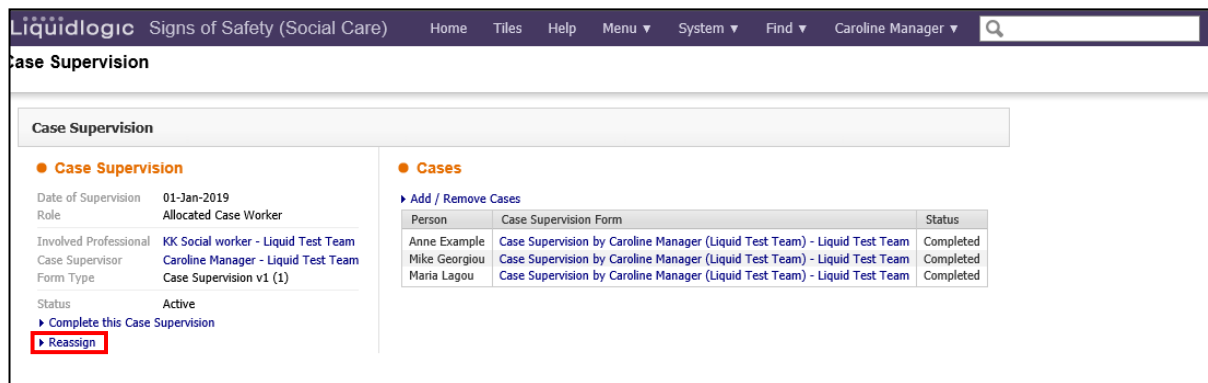 Liquidlogic Signs of Safety (Social Care) Home Tiles Help Menu ▼ System ▼ Find ▼ Caroline Manager ▼
Case Supervision
Case Supervision
Case Supervision
Date of Supervision 01-Jan-2019
Role Allocated Case Worker
Involved Professional KK Social worker - Liquid Test Team
Case Supervisor Caroline Manager - Liquid Test Team
Form Type Case Supervision v1 (1)
Status Active
Complete this Case Supervision
Reassign
Cases
Add / Remove Cases
Person Case Supervision Form Status
Anne Example Case Supervision by Caroline Manager (Liquid Test Team) - Liquid Test Team Completed
Mike Georgiou Case Supervision by Caroline Manager (Liquid Test Team) - Liquid Test Team Completed
Maria Lagou Case Supervision by Caroline Manager (Liquid Test Team) - Liquid Test Team Completed